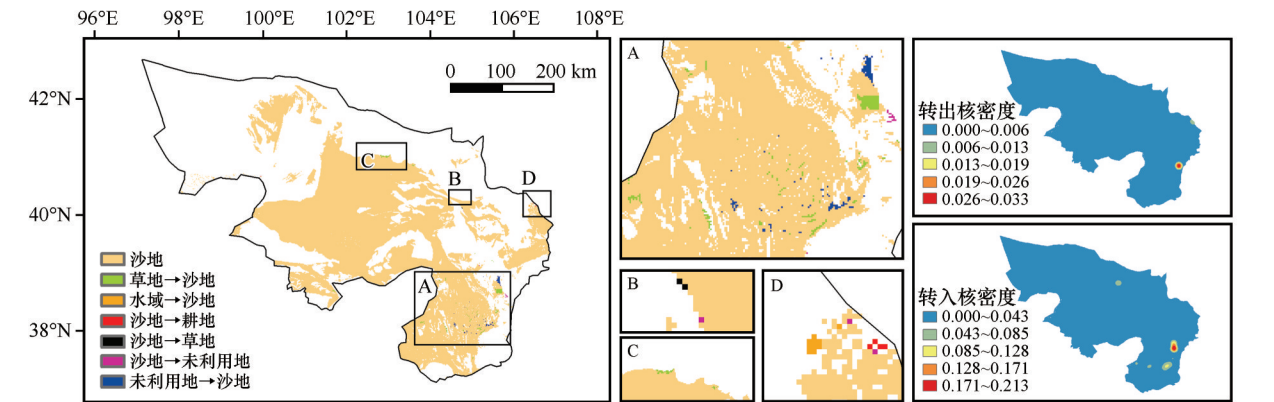 96°E 98°E 100°E 102°E 104°E 106°E 108°E
42°N
40°N
38°N
0 100 200 km
C
B
D
A
沙地
草地→沙地
水域→沙地
沙地→耕地
沙地→草地
沙地→未利用地
未利用地→沙地
A
B
C
D
转出核密度
0.000~0.006
0.006~0.013
0.013~0.019
0.019~0.026
0.026~0.033
转入核密度
0.000~0.043
0.043~0.085
0.085~0.128
0.128~0.171
0.171~0.213